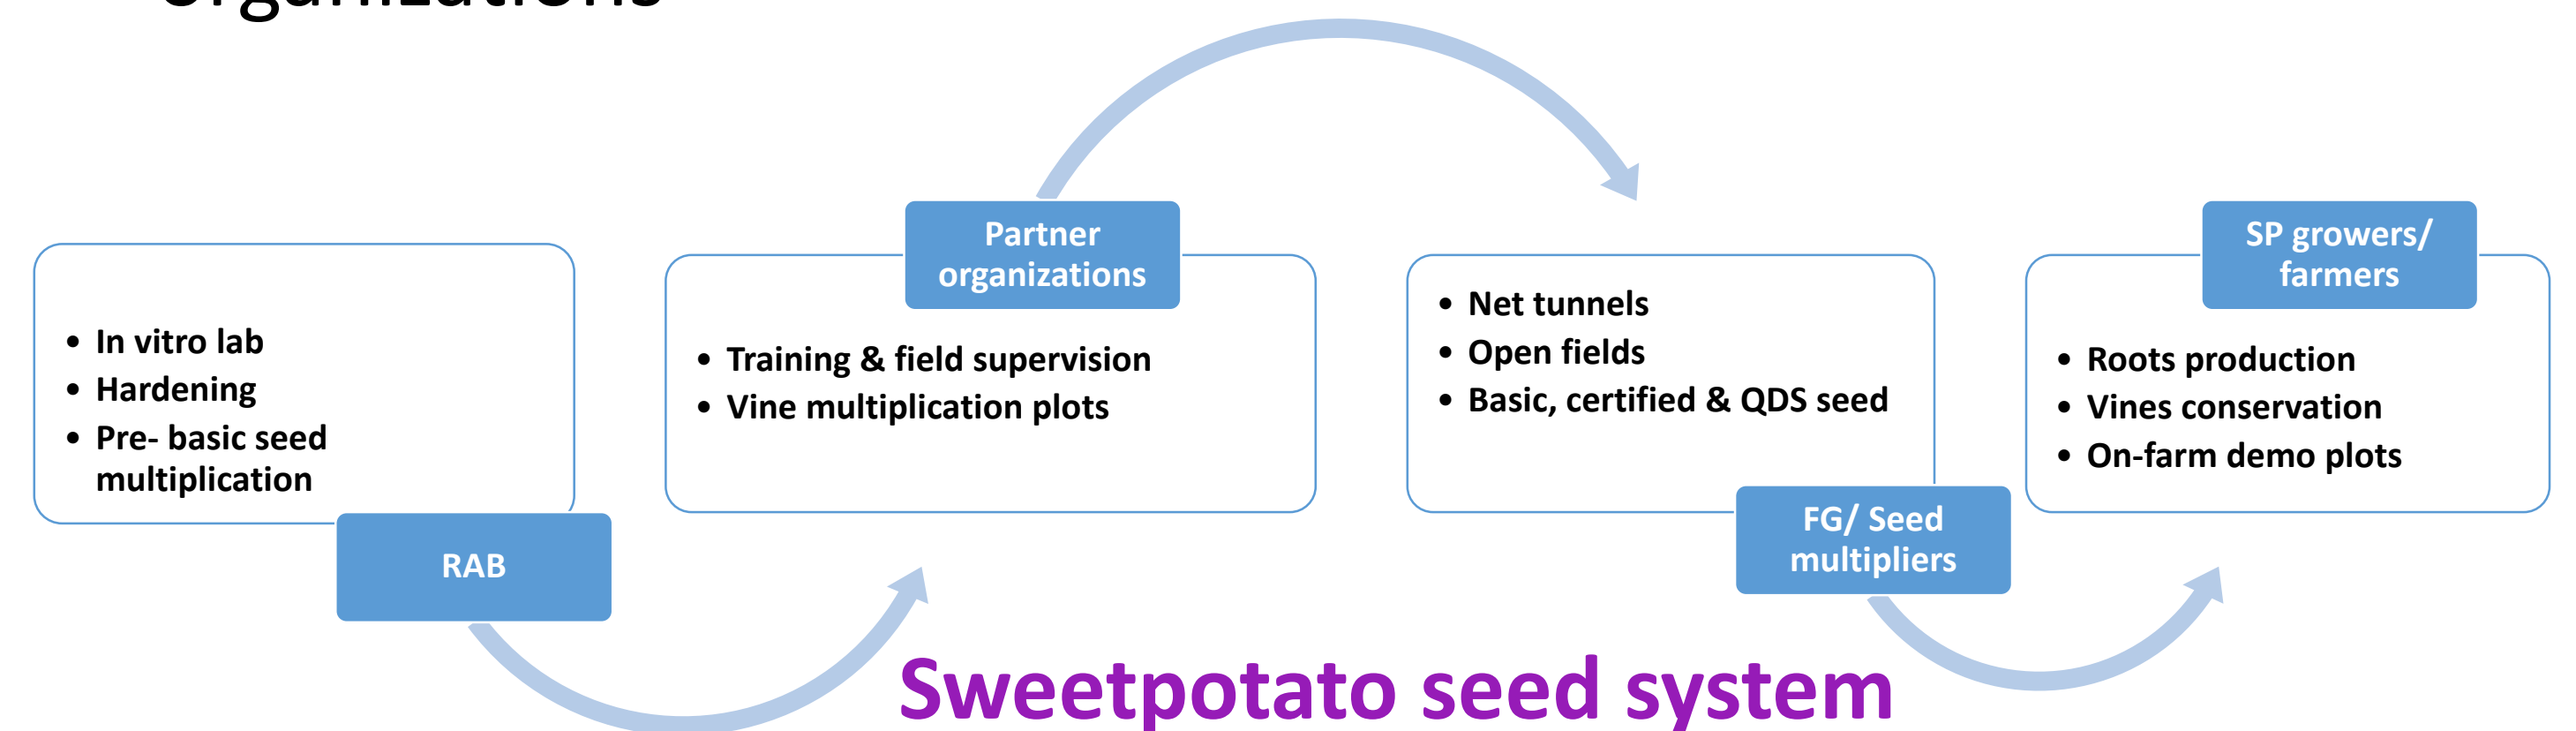 organizations
• In vitro lab
• Hardening
• Pre- basic seed
multiplication
RAB
Partner
organizations
• Training & field supervision
• Vine multiplication plots
• Net tunnels
• Open fields
• Basic, certified & QDS seed
FG/ Seed
multipliers
SP growers/
farmers
• Roots production
• Vines conservation
• On-farm demo plots
Sweetpotato seed system